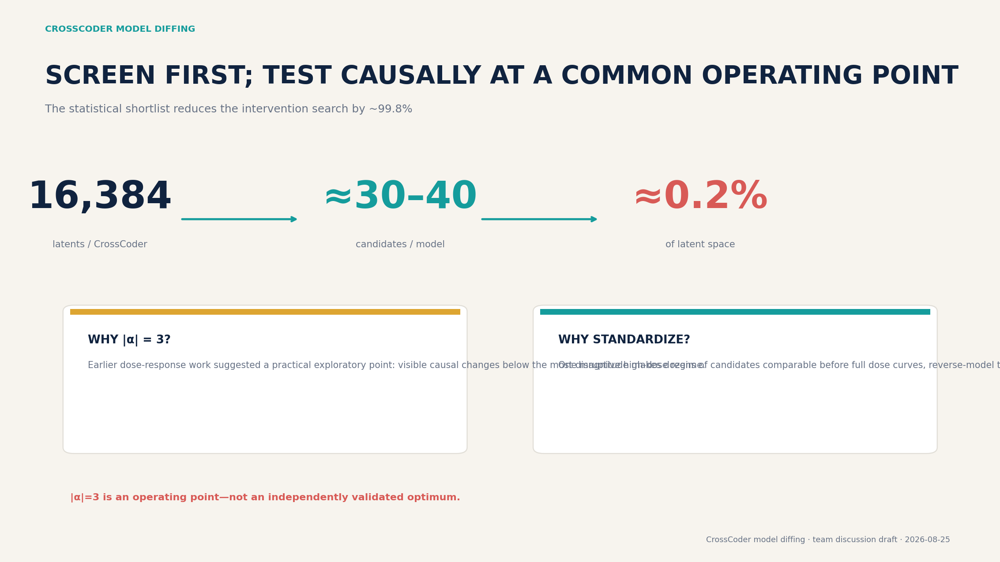 CROSSCODER MODEL DIFFING
SCREEN FIRST; TEST CAUSALLY AT A COMMON OPERATING POINT
The statistical shortlist reduces the intervention search by ~99.8%
16,384
≈30–40
≈0.2%
latents / CrossCoder
candidates / model
of latent space
WHY |α| = 3?
Earlier dose-response work suggested a practical exploratory point: visible causal changes below the most disruptive high-dose regime.
WHY STANDARDIZE?
One magnitude makes dozens of candidates comparable before full dose curves, reverse-model
|α|=3 is an operating point—not an independently validated optimum.
CrossCoder model diffing · team discussion draft · 2026-08-25